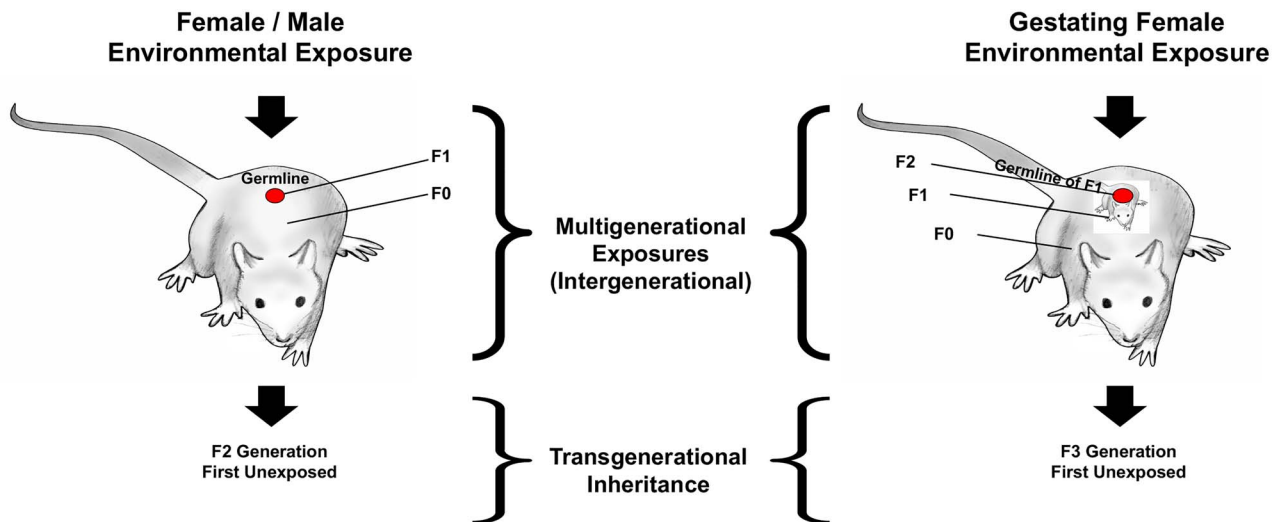 Female / Male
Environmental Exposure
Germline
F1
F0
F2 Generation
First Unexposed
Multigenerational
Exposures
(Intergenerational)
Transgenerational
Inheritance
Gestating Female
Environmental Exposure
F2
Germline of F1
F1
F0
F3 Generation
First Unexposed